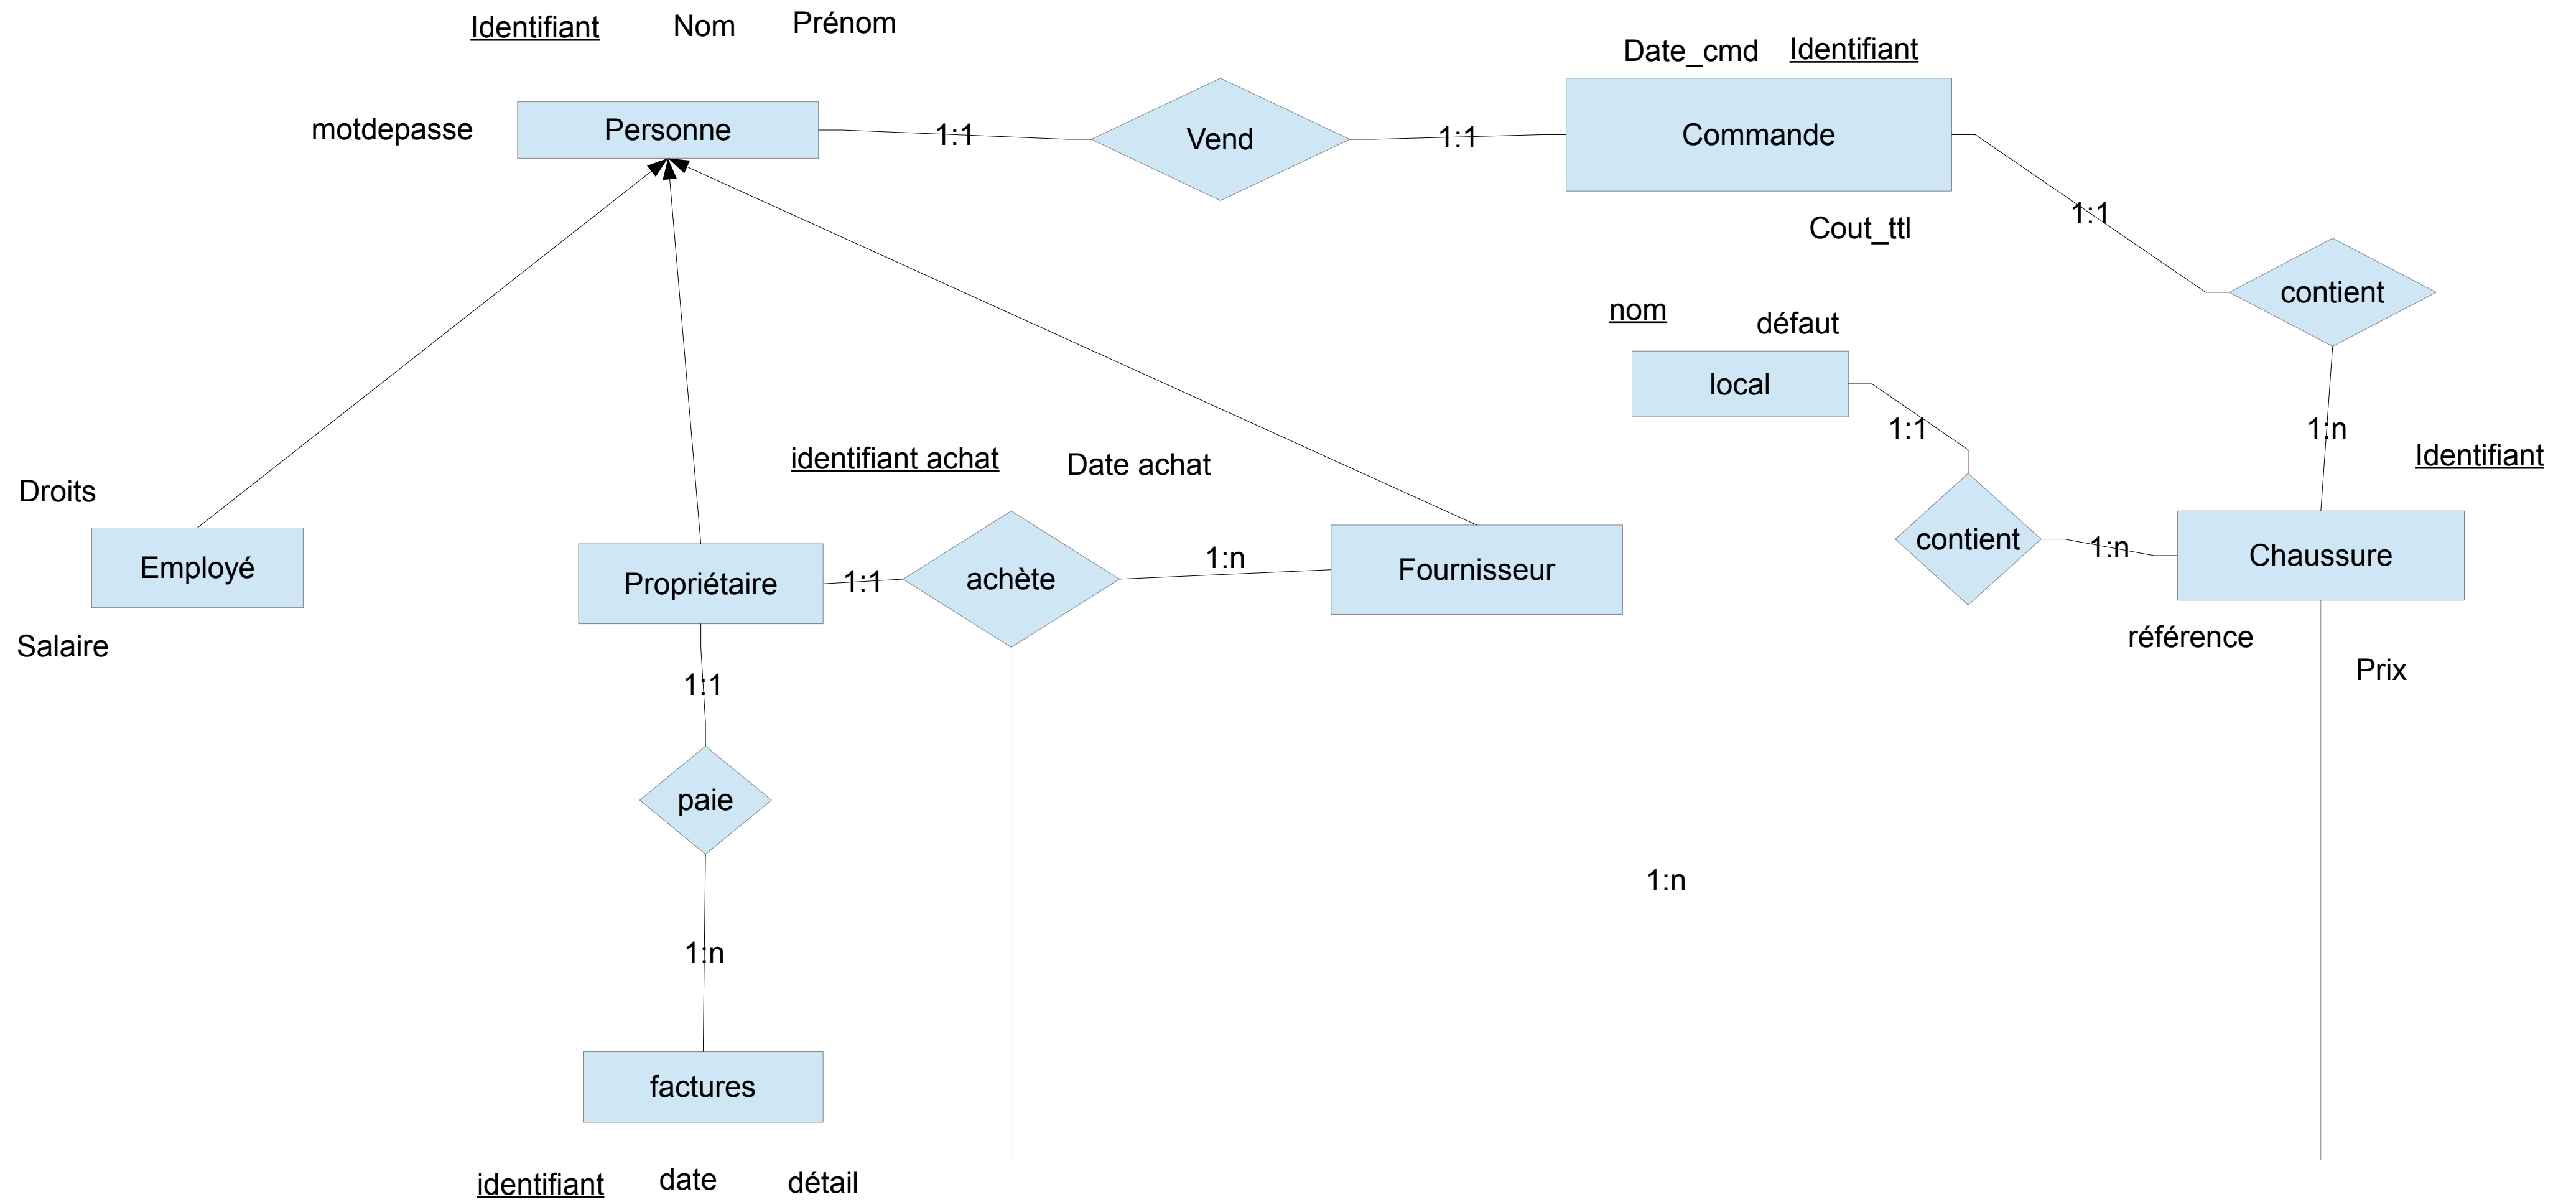 Identifiant
Nom
Prénom
Date_cmd
Identifiant
motdepasse
Personne
1:1
Vend
1:1
Commande
1:1
Cout_ttl
contient
nom
défaut
local
1:1
1:n
Identifiant
identifiant achat
Date achat
Droits
Employé
Propriétaire
1:1
achète
1:n
Fournisseur
contient
1:n
Chaussure
Salaire
référence
Prix
1:1
paie
1:n
1:n
factures
identifiant
date
détail